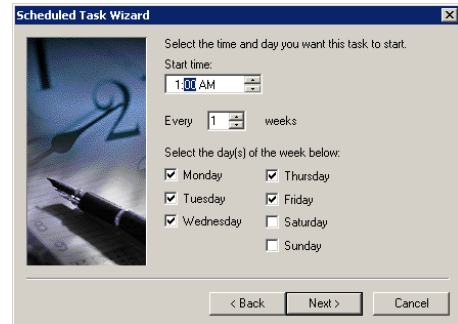 Scheduled Task Wizard
Select the time and day you want this task to start.
Start time:
1:00 AM
Every 1 weeks
Select the day(s) of the week below:
Monday Thursday
Tuesday Friday
Wednesday Saturday
Sunday
< Back Next > Cancel